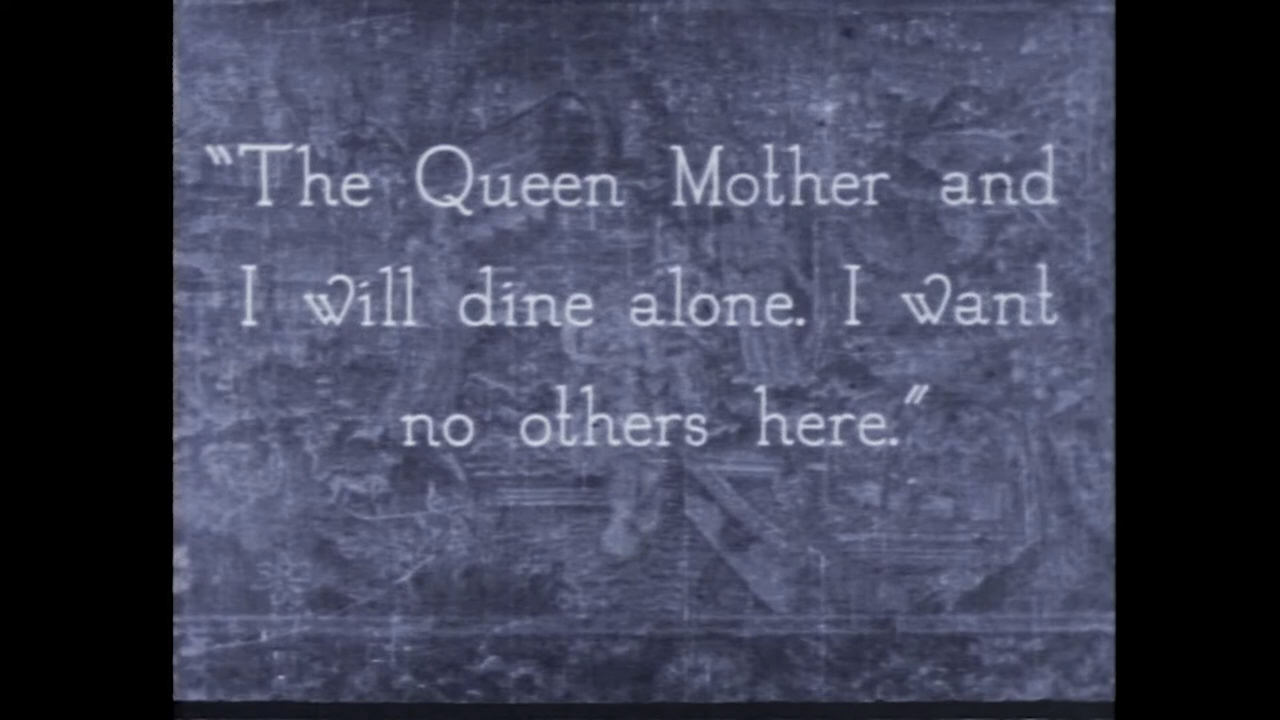 “The Queen Mother and
I will dine alone. I want
no others here.”